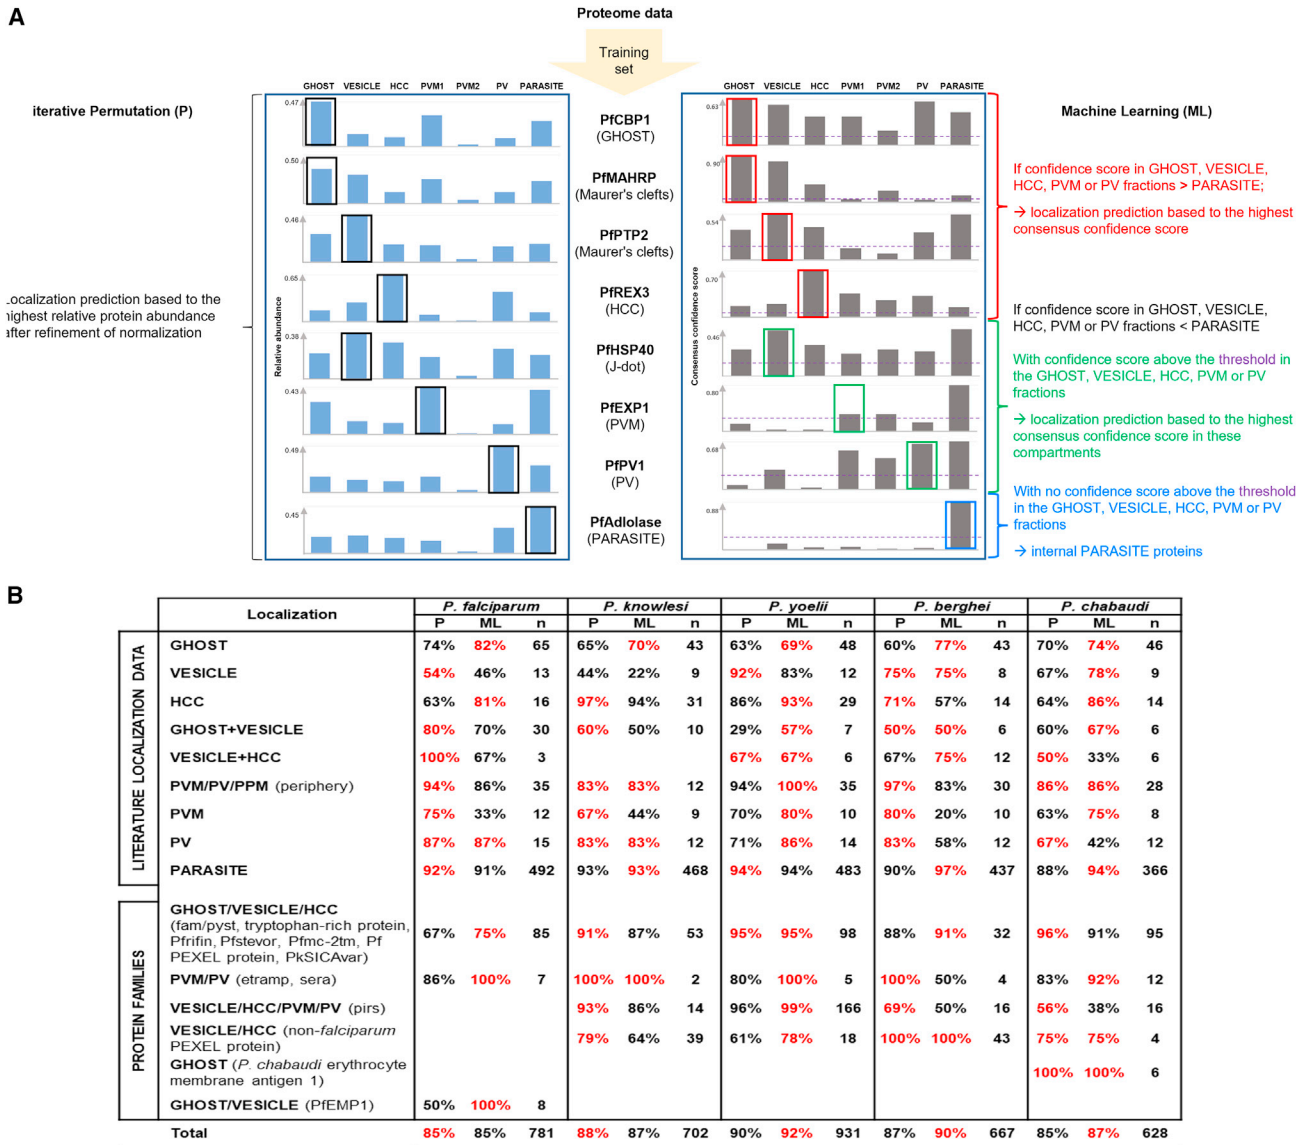 A
Proteome data
Training
set
iterative Permutation (P)
GHOST VESICLE HCC PVM1 PVM2 PV PARASITE
GHOST VESICLE HCC PVM1 PVM2 PV PARASITE
Machine Learning (ML)
0.47
PfCBP1
(GHOST)
0.63
0.50
PfMAHRP
(Maurer's clefts)
0.90
0.46
PfPTP2
(Maurer's clefts)
0.54
0.65
PfREX3
(HCC)
0.70
0.38
PfHSP40
(J-dot)
0.46
0.43
PfEXP1
(PVM)
0.80
0.49
PfPV1
(PV)
0.68
0.45
PfAdlolase
(PARASITE)
0.88
Relative abundance
Consensus confidence score
Localization prediction based to the
highest relative protein abundance
after refinement of normalization
If confidence score in GHOST, VESICLE,
HCC, PVM or PV fractions > PARASITE;
→ localization prediction based to the highest
consensus confidence score
If confidence score in GHOST, VESICLE,
HCC, PVM or PV fractions < PARASITE
With confidence score above the threshold in
the GHOST, VESICLE, HCC, PVM or PV
fractions
→ localization prediction based to the highest
consensus confidence score in these
compartments
With no confidence score above the threshold
in the GHOST, VESICLE, HCC, PVM or PV
fractions
→ internal PARASITE proteins
B
Localization P. falciparum P. knowlesi P. yoelii P. berghei P. chabaudi
P ML n P ML n P ML n P ML n P ML n
LITERATURE LOCALIZATION DATA
GHOST 74% 82% 65 65% 70% 43 63% 69% 48 60% 77% 43 70% 74% 46
VESICLE 54% 46% 13 44% 22% 9 92% 83% 12 75% 75% 8 67% 78% 9
HCC 63% 81% 16 97% 94% 31 86% 93% 29 71% 57% 14 64% 86% 14
GHOST+VESICLE 80% 70% 30 60% 50% 10 29% 57% 7 50% 50% 6 60% 67% 6
VESICLE+HCC 100% 67% 3 67% 67% 6 67% 75% 12 50% 33% 6
PVM/PV/PPM (periphery) 94% 86% 35 83% 83% 12 94% 100% 35 97% 83% 30 86% 86% 28
PVM 75% 33% 12 67% 44% 9 70% 80% 10 80% 20% 10 63% 75% 8
PV 87% 87% 15 83% 83% 12 71% 86% 14 83% 58% 12 67% 42% 12
PARASITE 92% 91% 492 93% 93% 468 94% 94% 483 90% 97% 437 88% 94% 366
PROTEIN FAMILIES
GHOST/VESICLE/HCC
(fam/pyst, tryptophan-rich protein,
Pfrifin, Pfstevor, Pfmc-2tm, Pf
PEXEL protein, PkSICAvar) 67% 75% 85 91% 87% 53 95% 95% 98 88% 91% 32 96% 91% 95
PVM/PV (etramp, sera) 86% 100% 7 100% 100% 2 80% 100% 5 100% 50% 4 83% 92% 12
VESICLE/HCC/PVM/PV (pirs) 93% 86% 14 96% 99% 166 69% 50% 16 56% 38% 16
VESICLE/HCC (non-falciparum
PEXEL protein) 79% 64% 39 61% 78% 18 100% 100% 43 75% 75% 4
GHOST (P. chabaudi erythrocyte
membrane antigen 1) 100% 100% 6
GHOST/VESICLE (PfEMP1) 50% 100% 8
Total 85% 85% 781 88% 87% 702 90% 92% 931 87% 90% 667 85% 87% 628